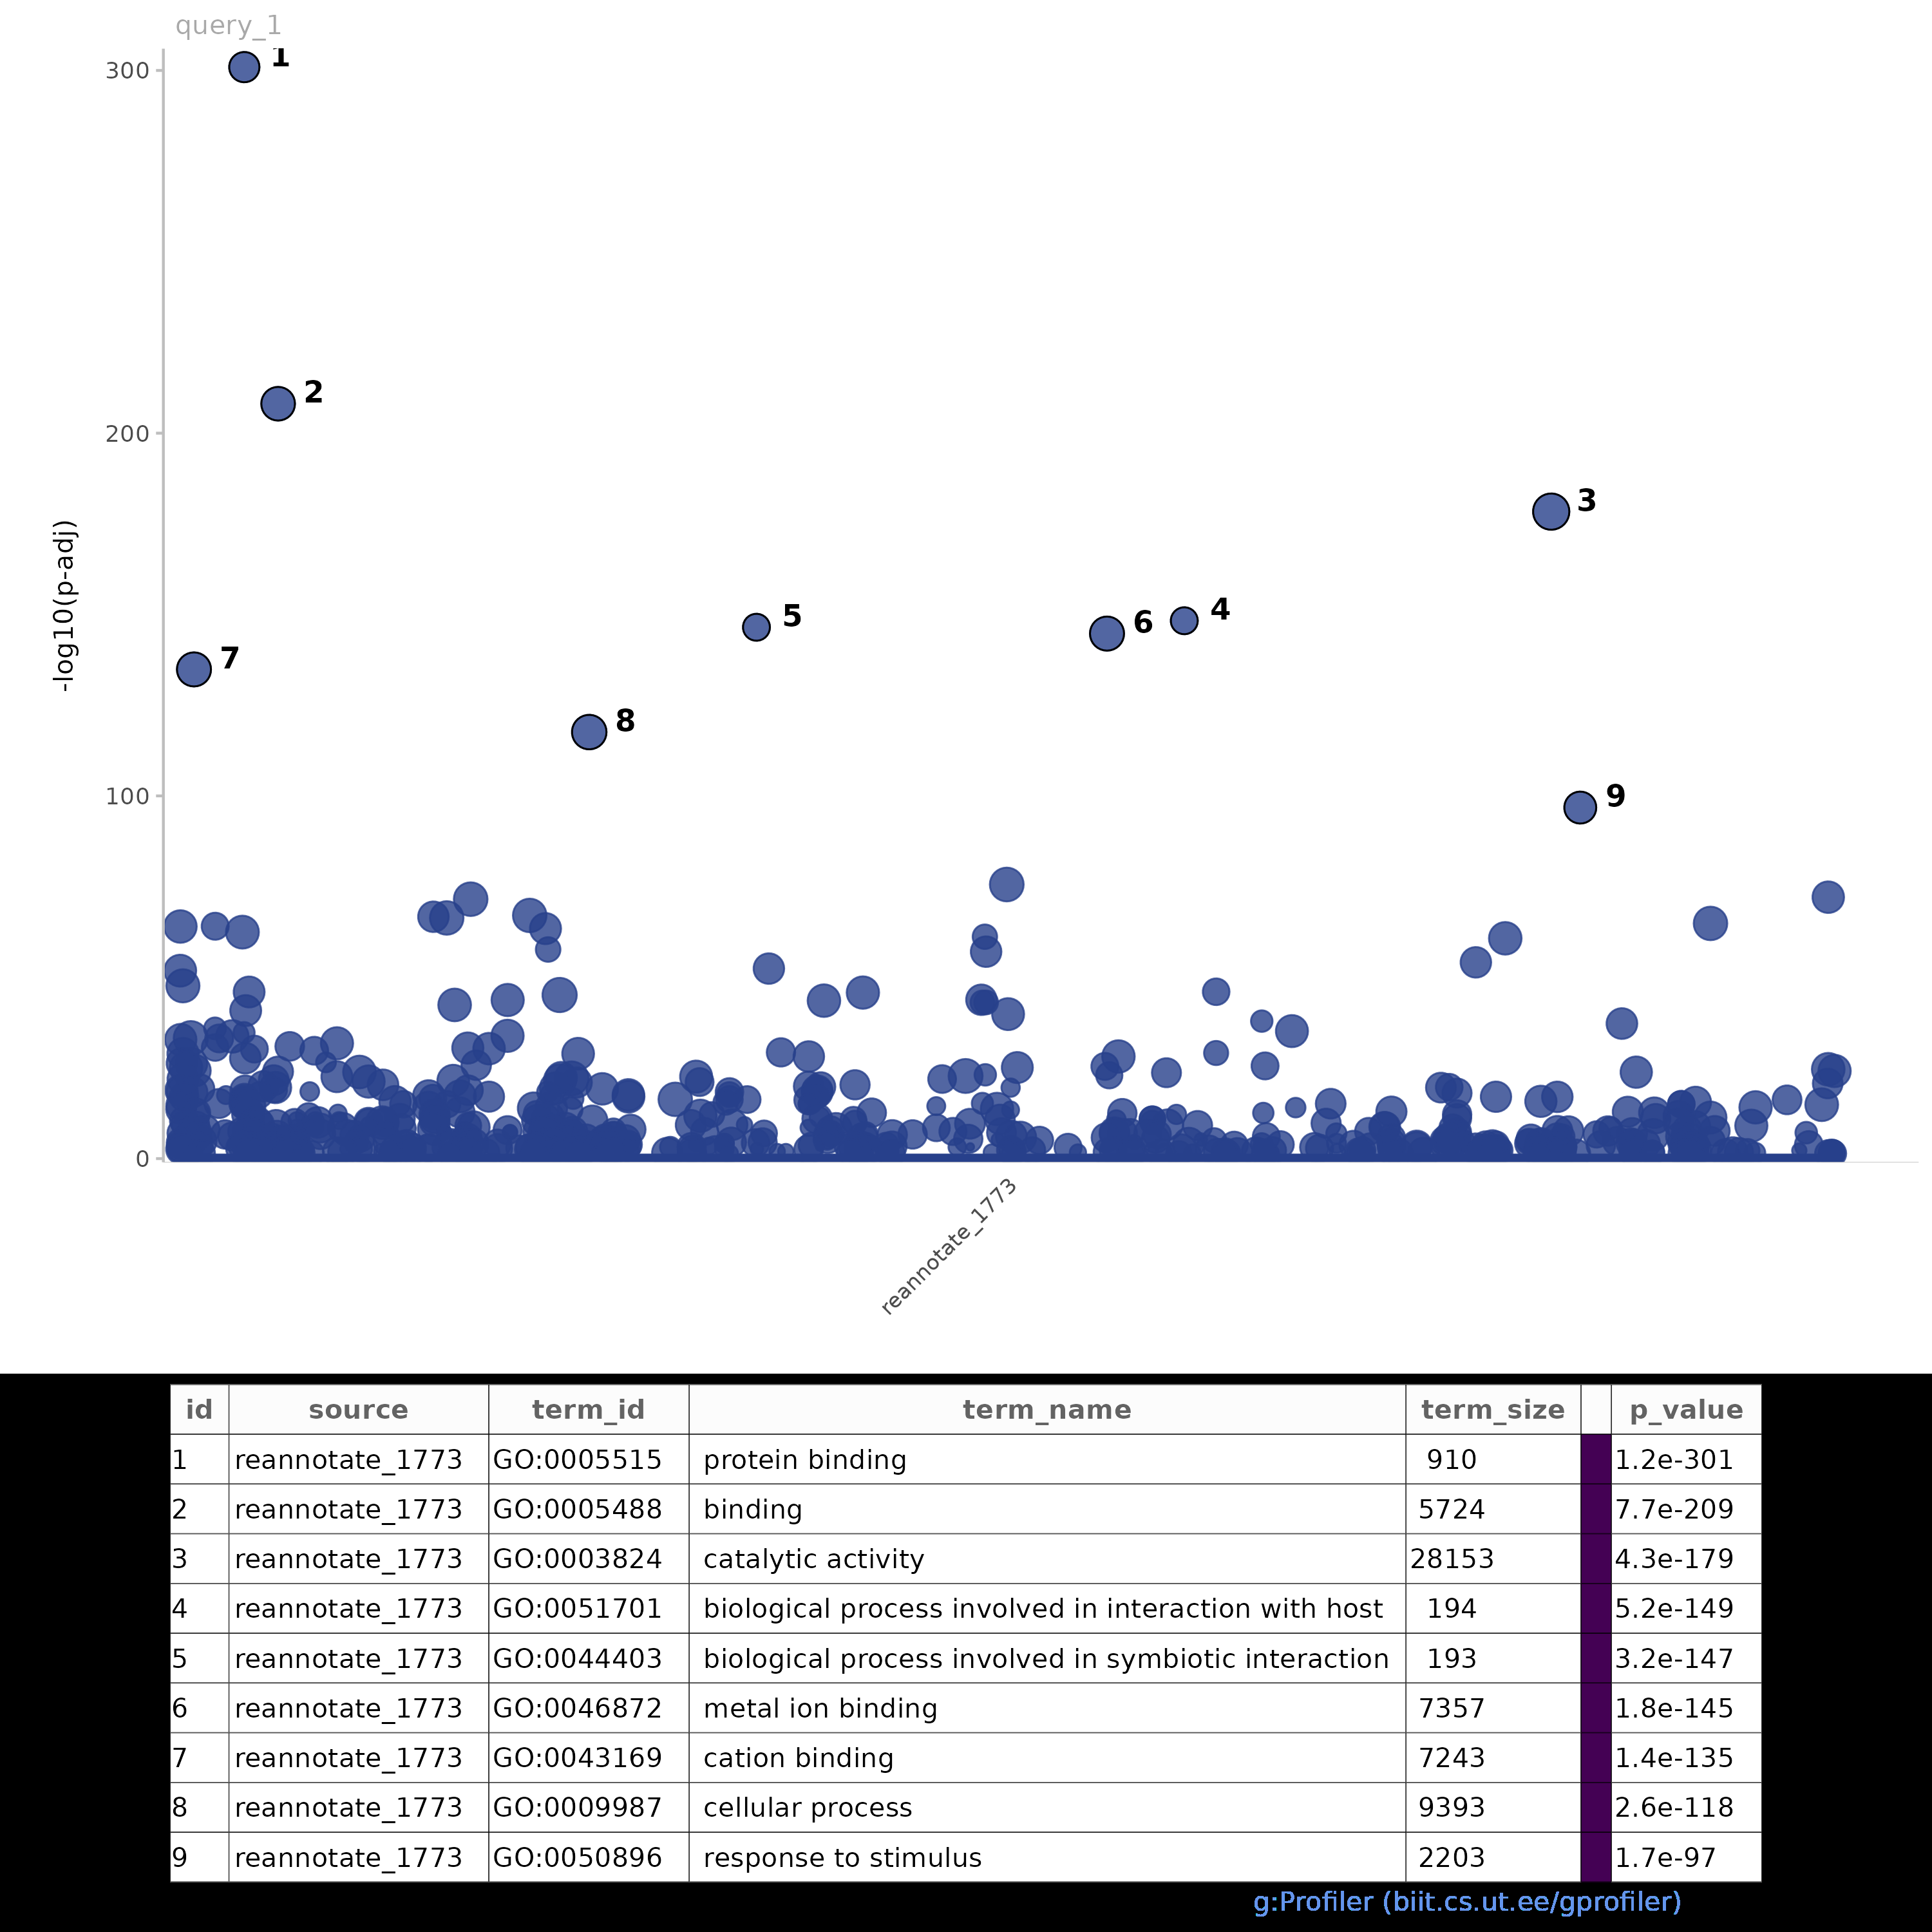 query_1
300
200
100
0
-log10(p-adj)
1
2
3
4
5
6
7
8
9
reannotate_1773
id source term_id term_name term_size p_value
1 reannotate_1773 GO:0005515 protein binding 910 1.2e-301
2 reannotate_1773 GO:0005488 binding 5724 7.7e-209
3 reannotate_1773 GO:0003824 catalytic activity 28153 4.3e-179
4 reannotate_1773 GO:0051701 biological process involved in interaction with host 194 5.2e-149
5 reannotate_1773 GO:0044403 biological process involved in symbiotic interaction 193 3.2e-147
6 reannotate_1773 GO:0046872 metal ion binding 7357 1.8e-145
7 reannotate_1773 GO:0043169 cation binding 7243 1.4e-135
8 reannotate_1773 GO:0009987 cellular process 9393 2.6e-118
9 reannotate_1773 GO:0050896 response to stimulus 2203 1.7e-97
g:Profiler (biit.cs.ut.ee/gprofiler)